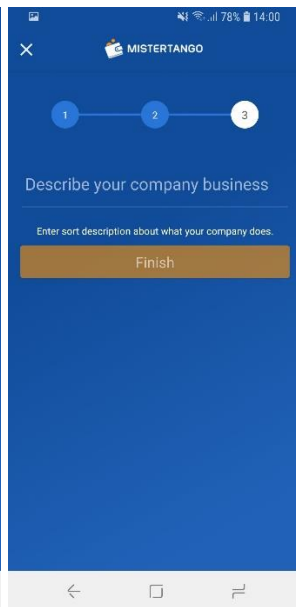 78% 14:00
MISTERTANGO
1 2 3
Describe your company business
Enter sort description about what your company does.
Finish